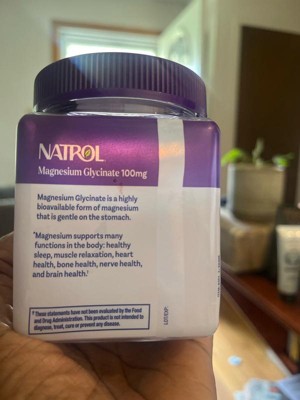 NATROL
Magnesium Glycinate 100mg
Magnesium Glycinate is a highly
bioavailable form of magnesium
that is gentle on the stomach.
*Magnesium supports many
functions in the body: healthy
sleep, muscle relaxation, heart
health, bone health, nerve health,
and brain health.†
These statements have not been evaluated by the Food
and Drug Administration. This product is not intended to
diagnose, treat, cure or prevent any disease.
LOT/EXP: